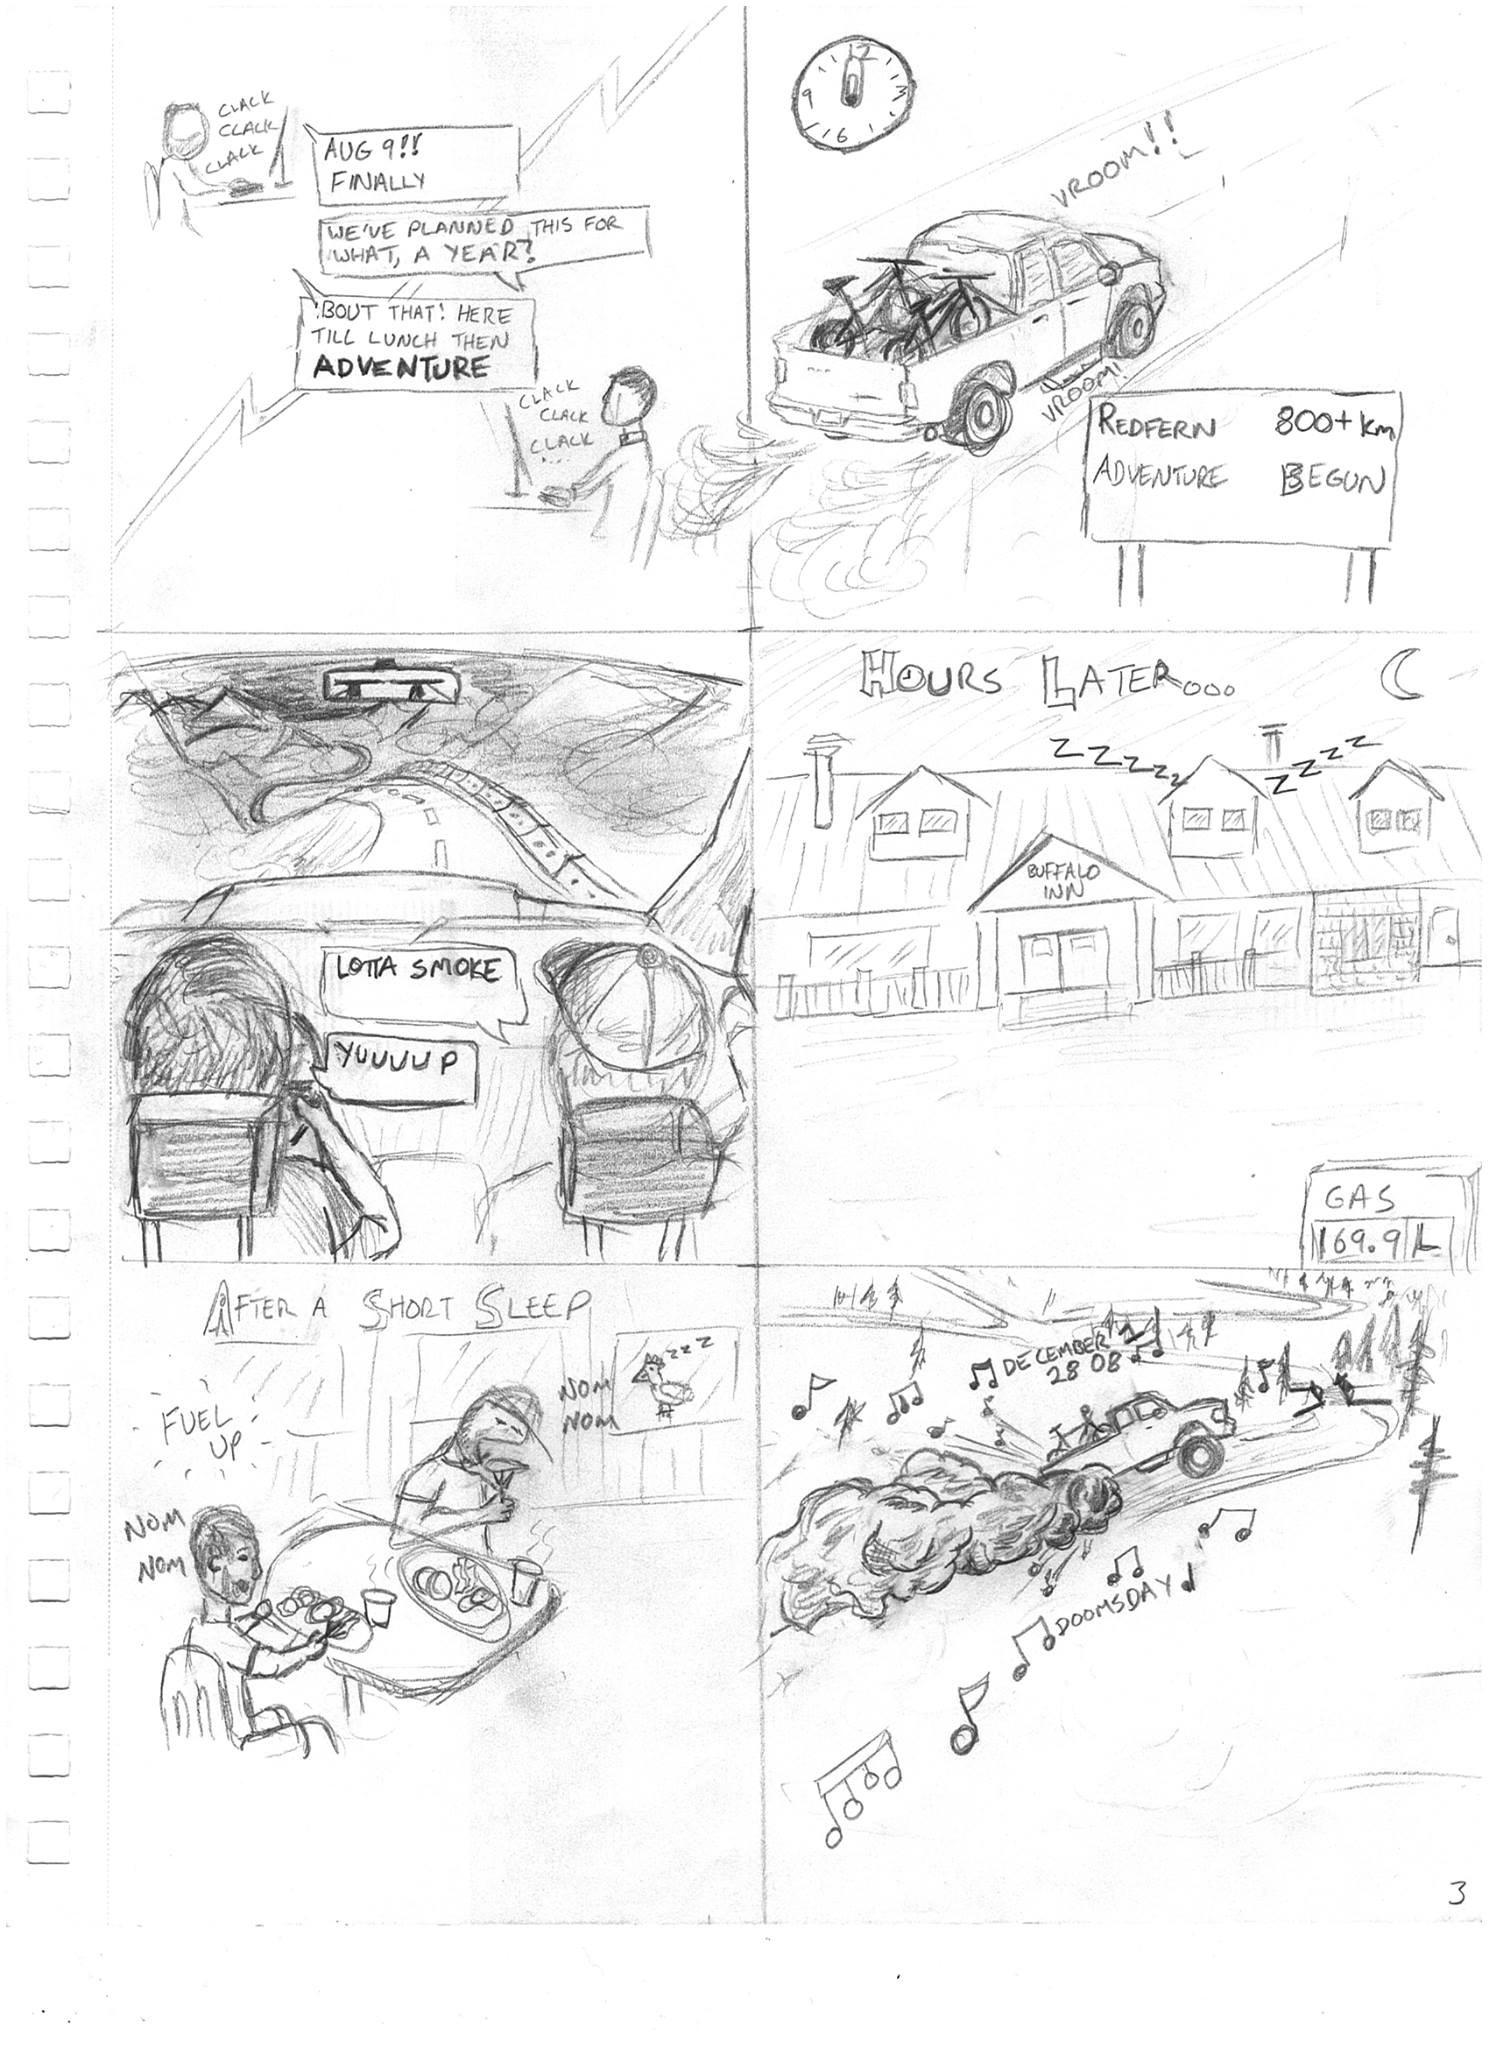 CLACK
CLACK
CLACK
AUG 9!!
FINALLY
WE'VE PLANNED THIS FOR
WHAT, A YEAR?
'BOUT THAT! HERE
TILL LUNCH THEN
ADVENTURE
CLACK
CLACK
CLACK
...
12
3
6
9
VROOM!!
VROOM!
REDFERN 800+ KM
ADVENTURE BEGUN
LOTTA SMOKE
YUUUUP
HOURS LATER...
Z Z Z Z Z Z
Z Z Z Z Z
BUFFALO
INN
GAS
169.9 L
AFTER A SHORT SLEEP
FUEL
UP
NOM
NOM
Z Z Z
NOM
NOM
DECEMBER
28 08
DOOMSDAY
3